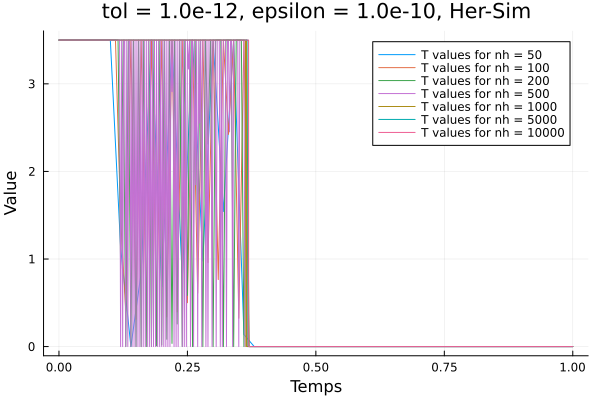 tol = 1.0e-12, epsilon = 1.0e-10, Her-Sim
T values for nh = 50
T values for nh = 100
T values for nh = 200
T values for nh = 500
T values for nh = 1000
T values for nh = 5000
T values for nh = 10000
Value
3
2
1
0
0.00 0.25 0.50 0.75 1.00
Temps